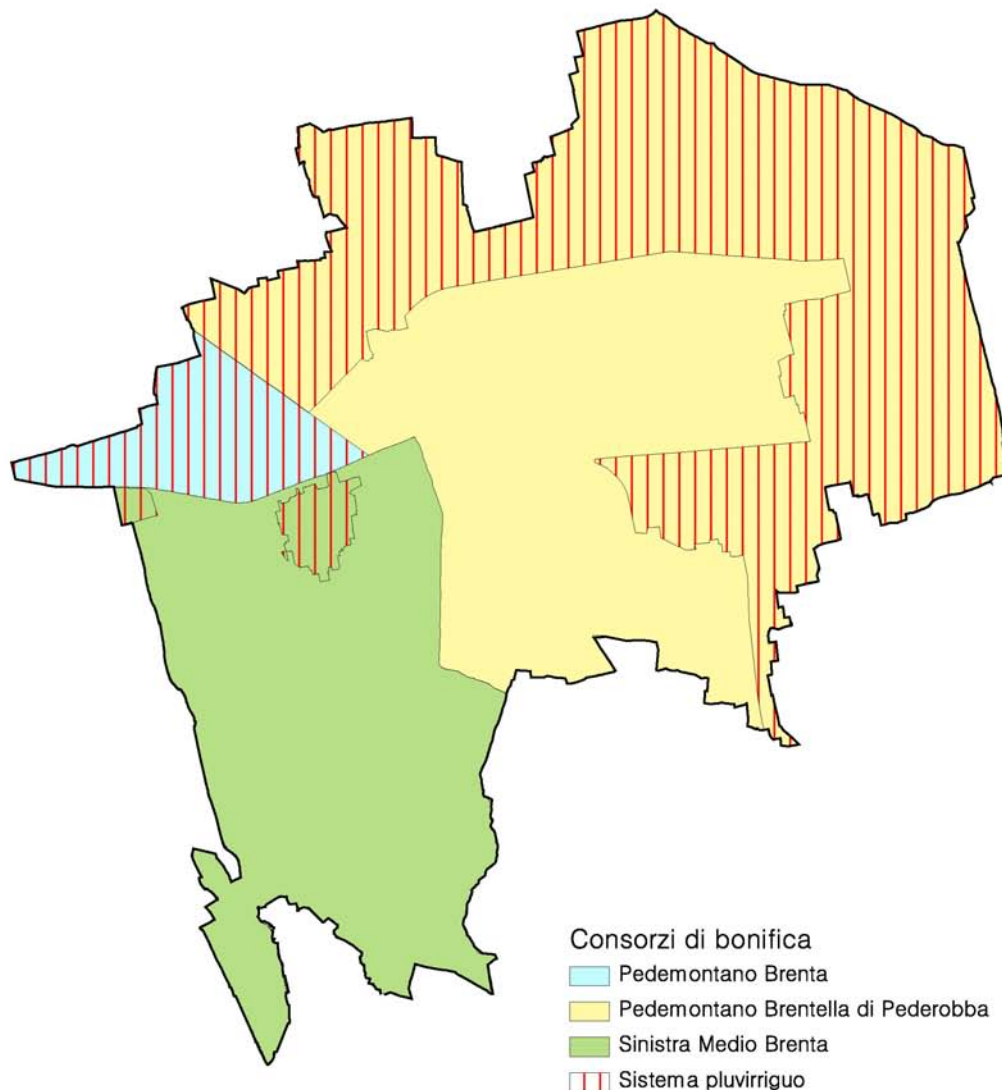 Consorzi di bonifica
Pedemontano Brenta
Pedemontano Brentella di Pederobba
Sinistra Medio Brenta
Sistema pluvirriguo